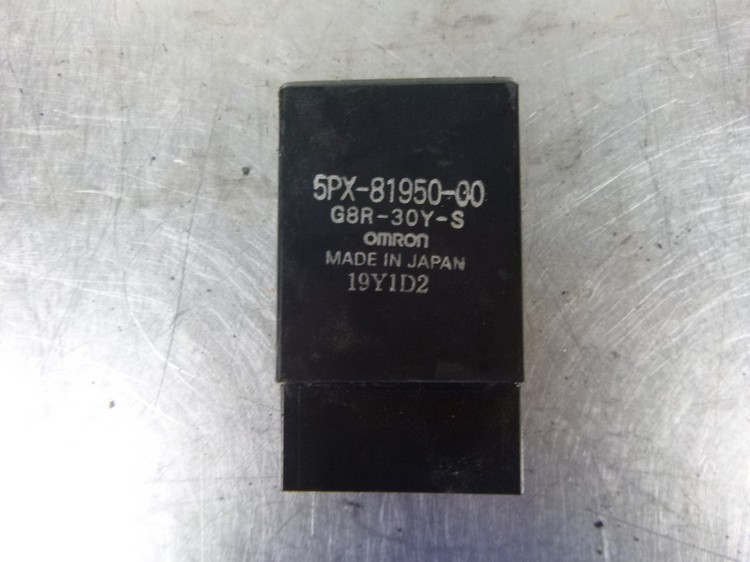 5PX-81950-00
G8R-30Y-S
omron
MADE IN JAPAN
19Y1D2